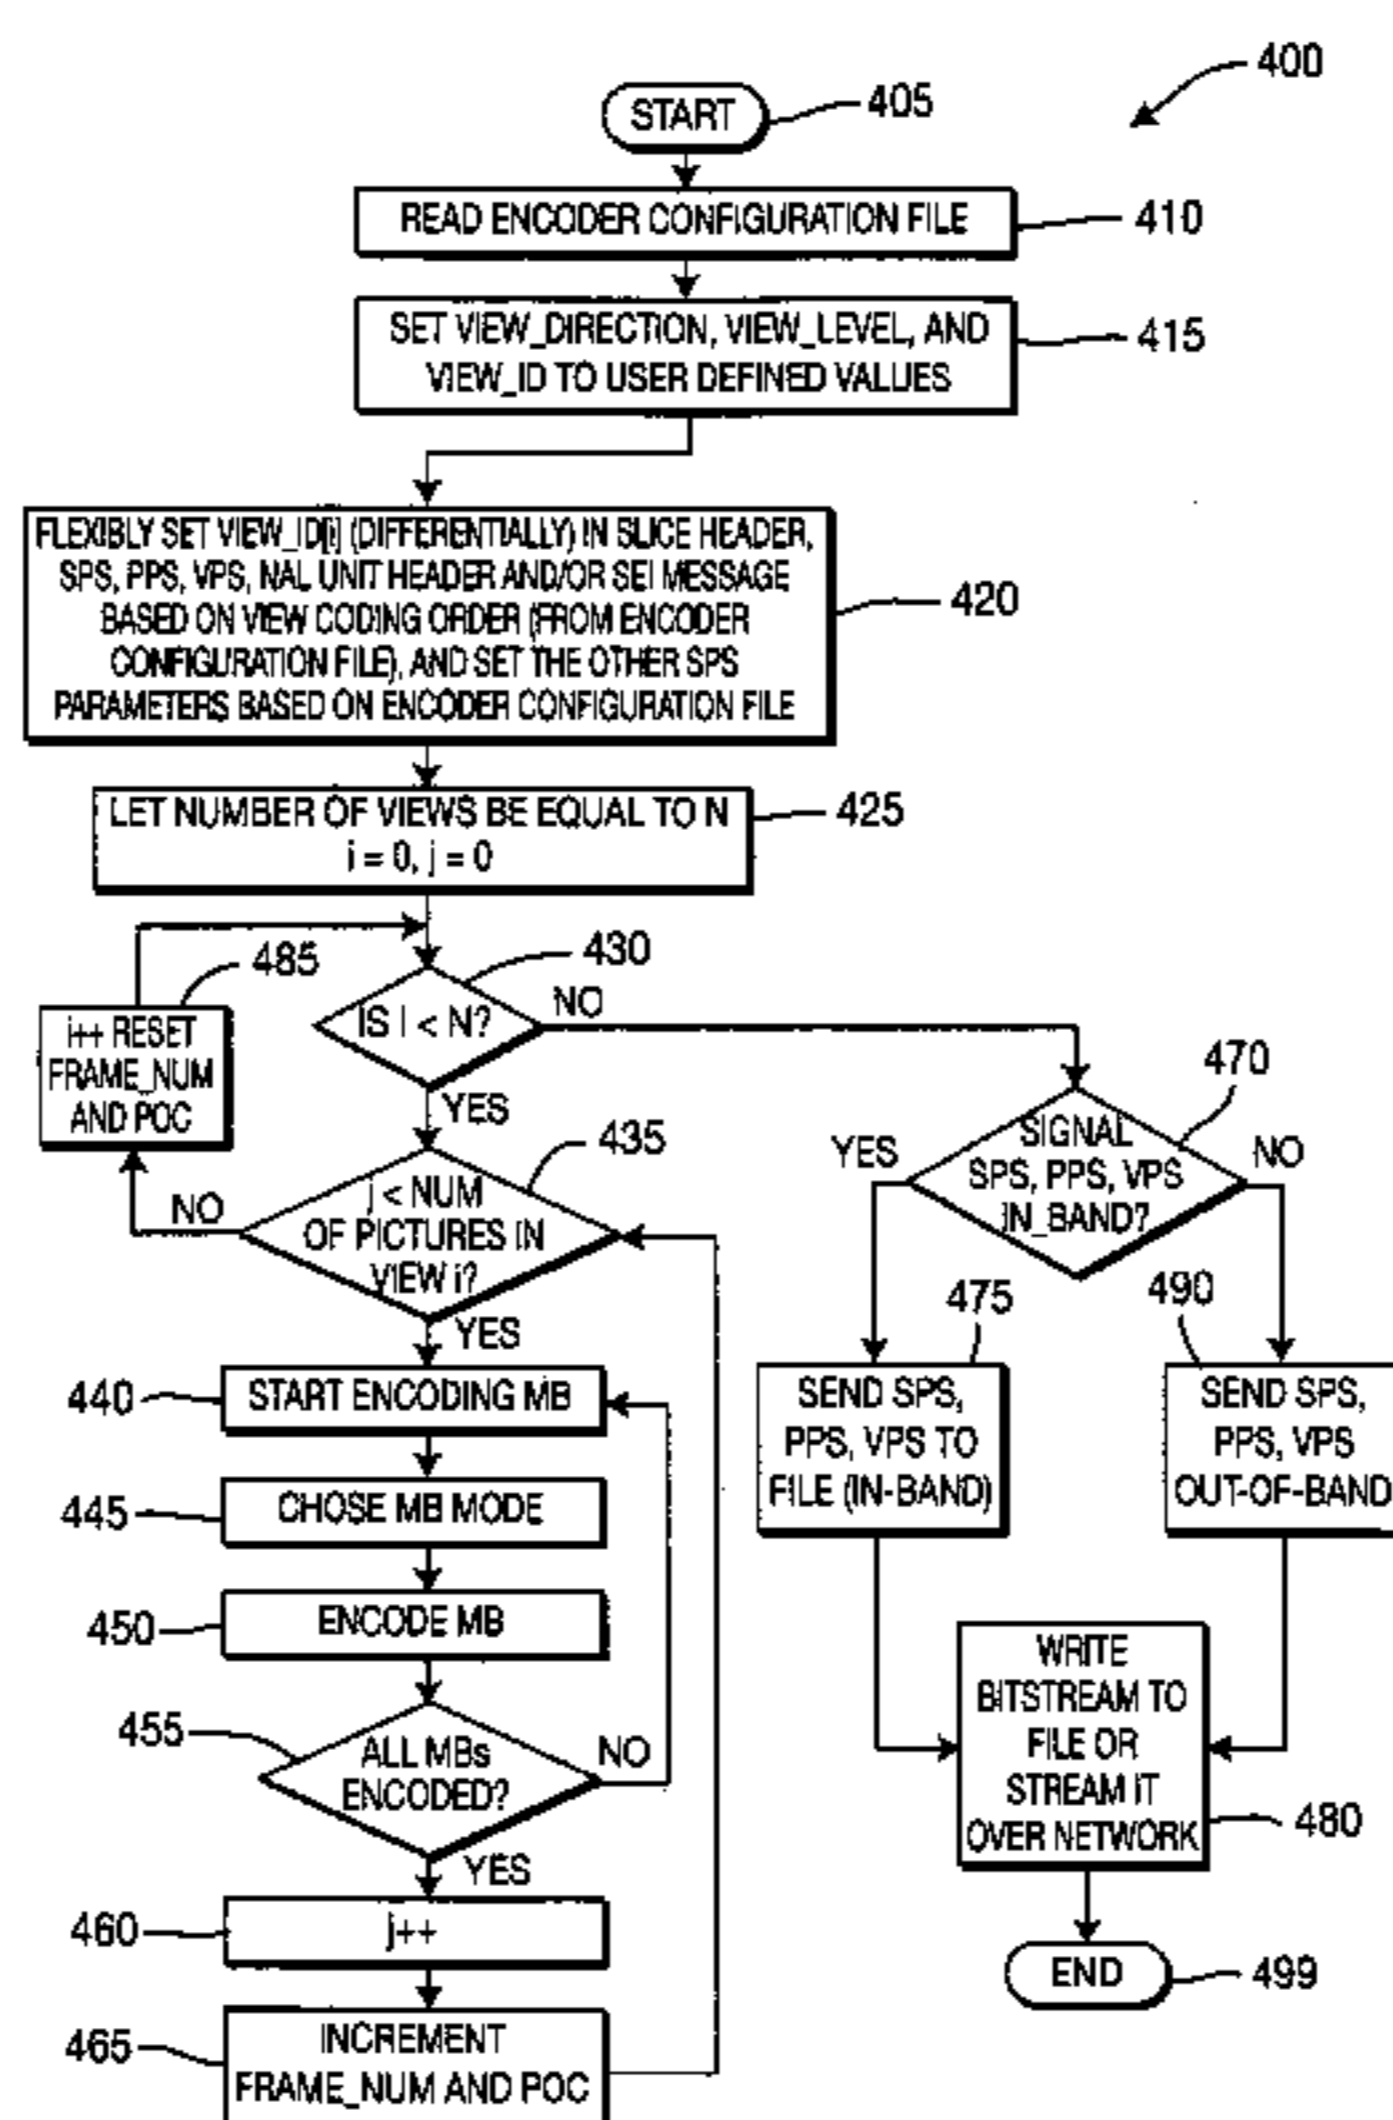 400
START
405
READ ENCODER CONFIGURATION FILE
410
SET VIEW_DIRECTION, VIEW_LEVEL, AND
VIEW_ID TO USER DEFINED VALUES
415
FLEXIBLY SET VIEW_ID[i] (DIFFERENTIALLY) IN SLICE HEADER,
SPS, PPS, VPS, NAL UNIT HEADER AND/OR SEI MESSAGE
BASED ON VIEW CODING ORDER (FROM ENCODER
CONFIGURATION FILE), AND SET THE OTHER SPS
PARAMETERS BASED ON ENCODER CONFIGURATION FILE
420
LET NUMBER OF VIEWS BE EQUAL TO N
i = 0, j = 0
425
485
i++ RESET
FRAME_NUM
AND POC
430
IS I < N?
NO
YES
435
j < NUM
OF PICTURES IN
VIEW i?
NO
YES
440
START ENCODING MB
445
CHOSE MB MODE
450
ENCODE MB
455
ALL MBs
ENCODED?
NO
YES
460
j++
465
INCREMENT
FRAME_NUM AND POC
470
SIGNAL
SPS, PPS, VPS
IN_BAND?
YES
NO
475
SEND SPS,
PPS, VPS TO
FILE (IN-BAND)
490
SEND SPS,
PPS, VPS
OUT-OF-BAND
WRITE
BITSTREAM TO
FILE OR
STREAM IT
OVER NETWORK
480
END
499